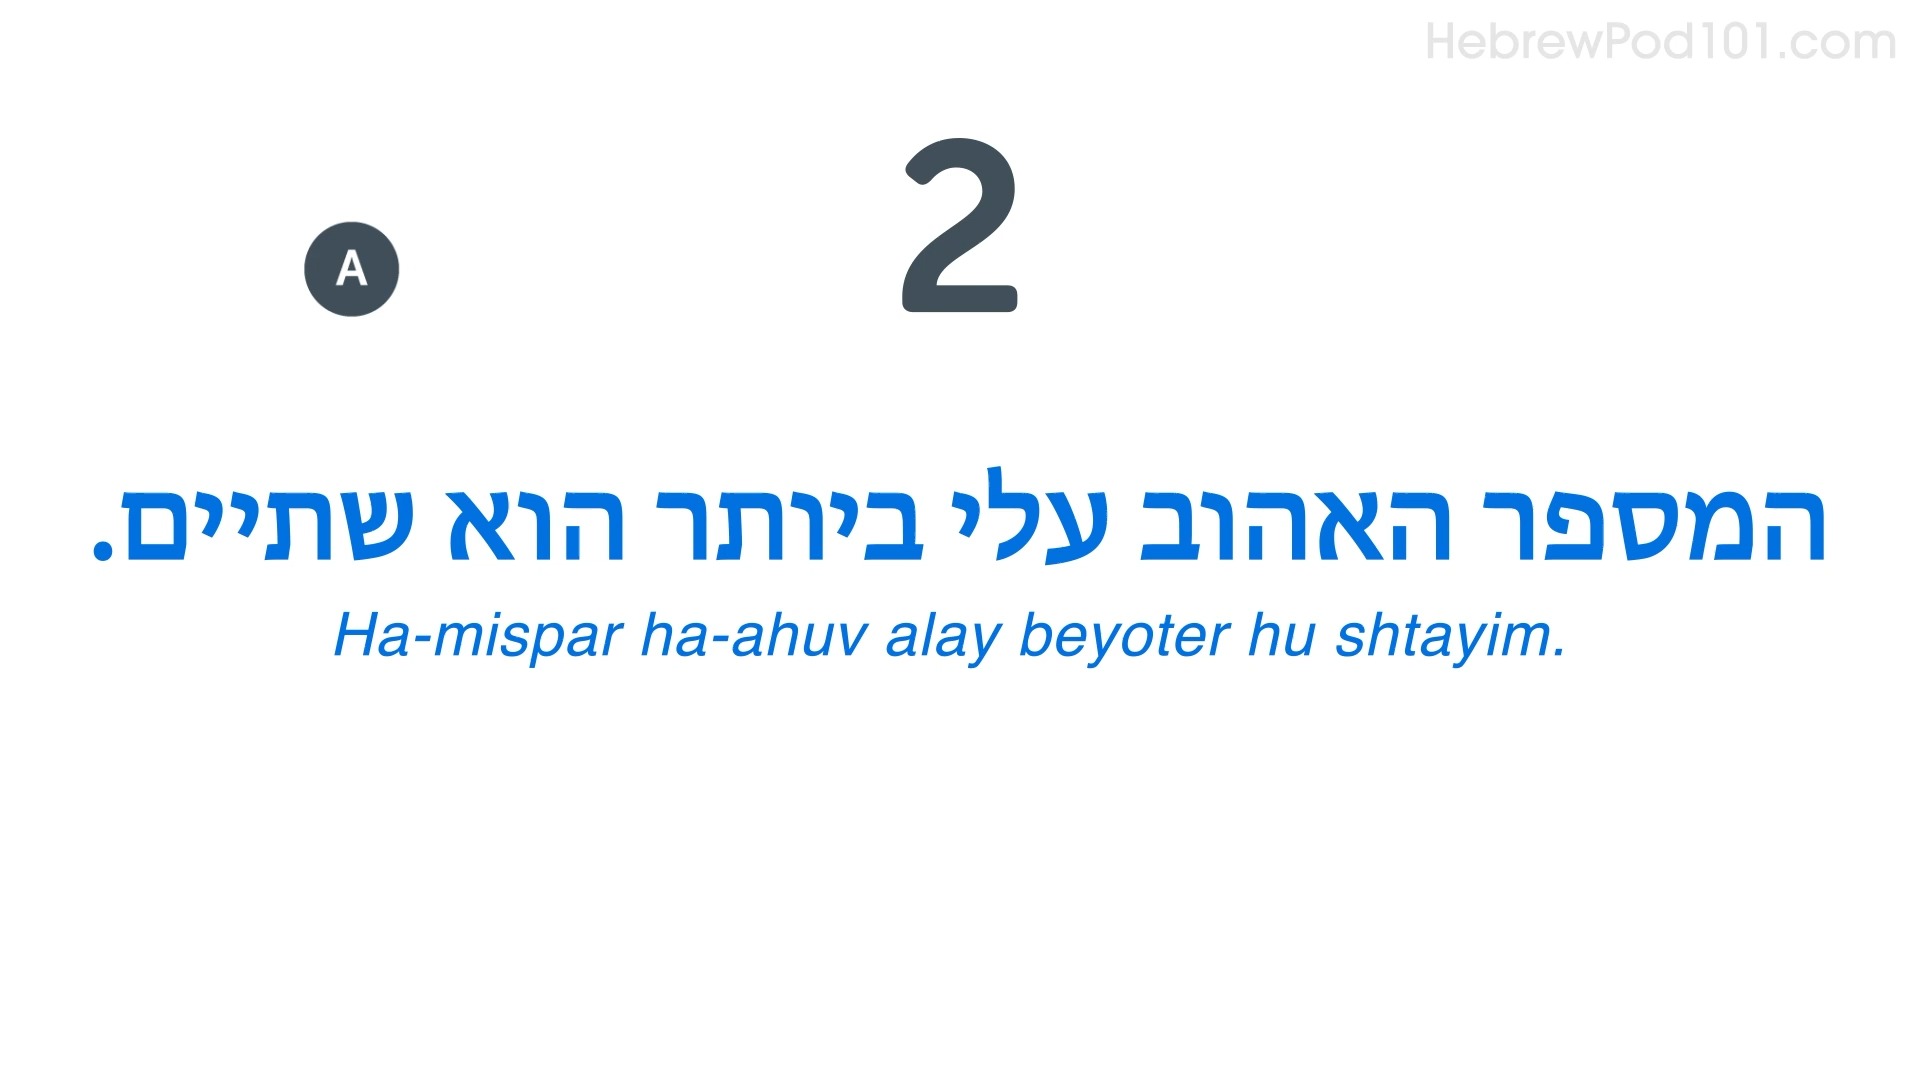 HebrewPod101.com
2
A
המספר האהוב עלי ביותר הוא שתיים.
Ha-mispar ha-ahuv alay beyoter hu shtayim.